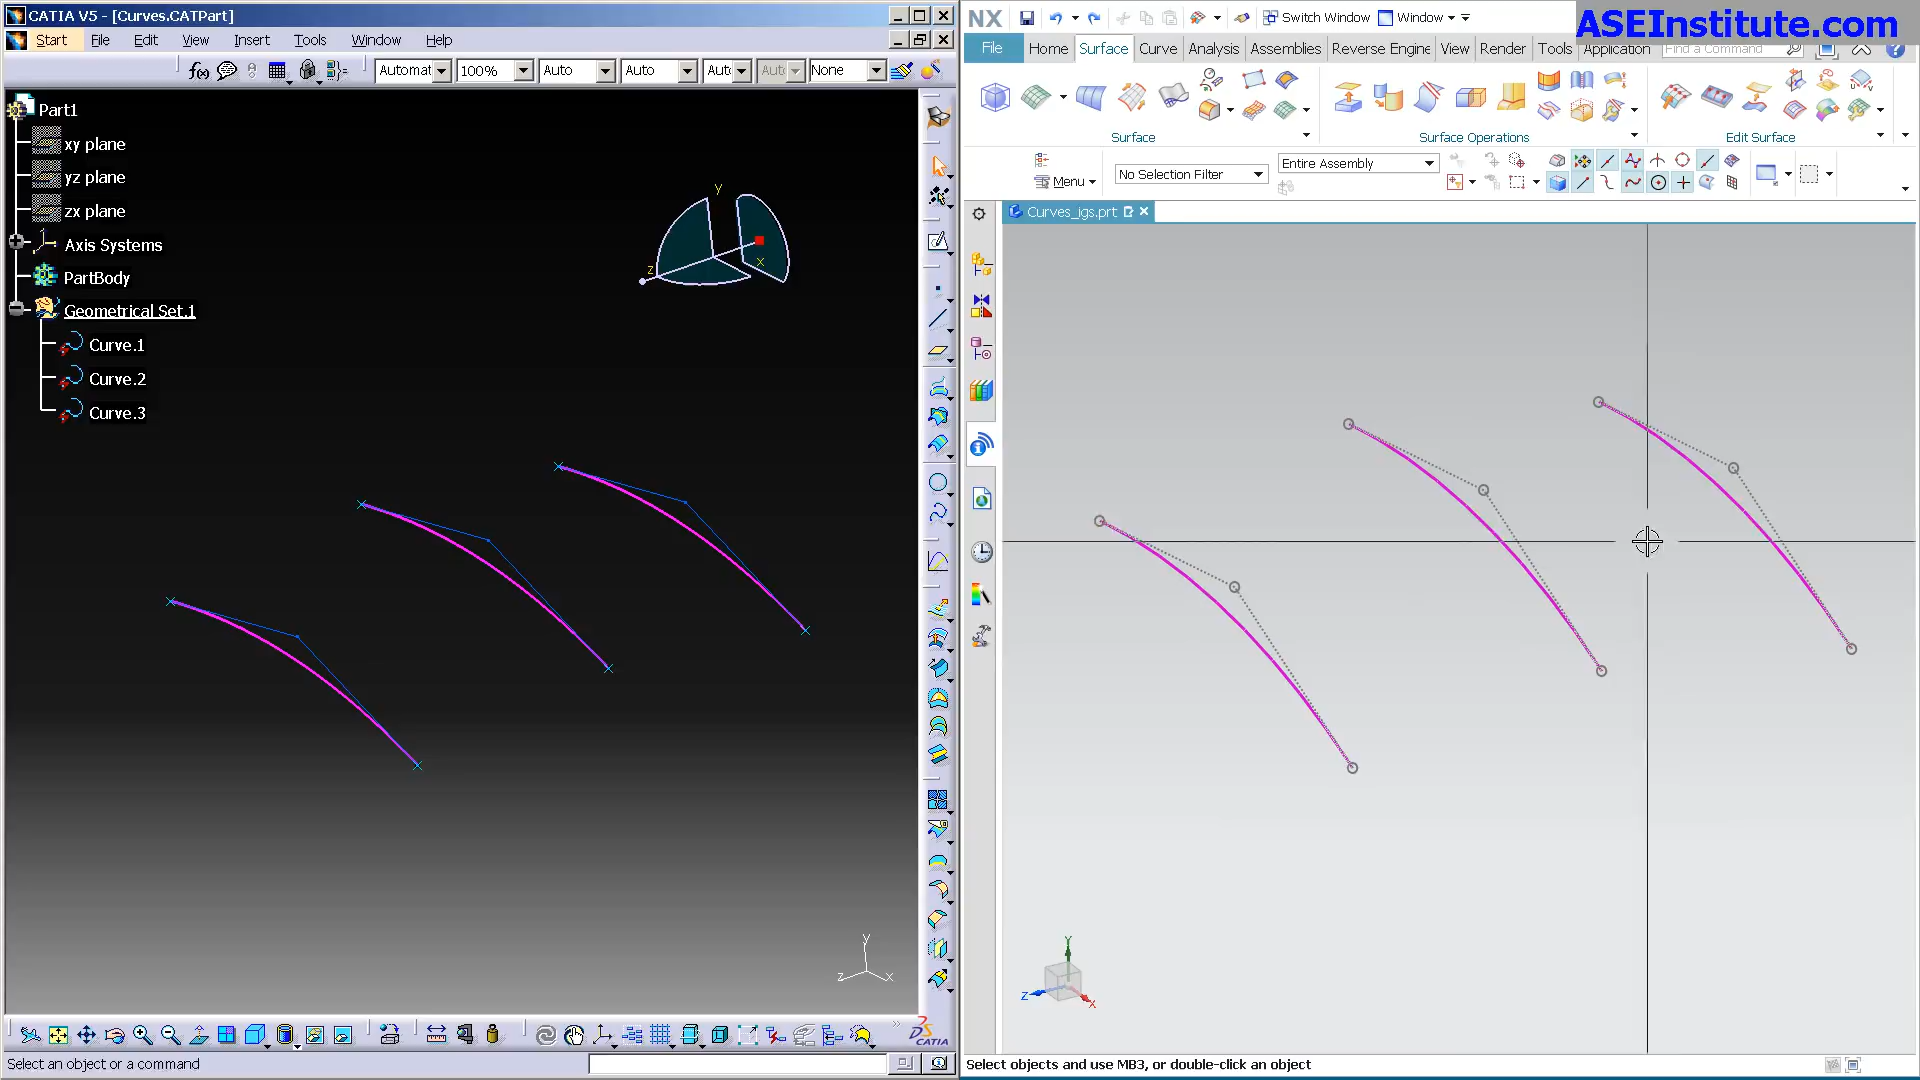 CATIA V5 - [Curves.CATPart]
Start File Edit View Insert Tools Window Help
f(x) Automat 100% Auto Auto Aut Aut None
Part1
xy plane
yz plane
zx plane
Axis Systems
PartBody
Geometrical Set.1
Curve.1
Curve.2
Curve.3
y
z
x
y
z
x
CATIA
Select an object or a command
NX Switch Window Window
ASEInstitute.com
File Home Surface Curve Analysis Assemblies Reverse Engine View Render Tools Application Find a Command
Surface Surface Operations Edit Surface
Menu No Selection Filter Entire Assembly
Curves_igs.prt
Y
Z
X
Select objects and use MB3, or double-click an object